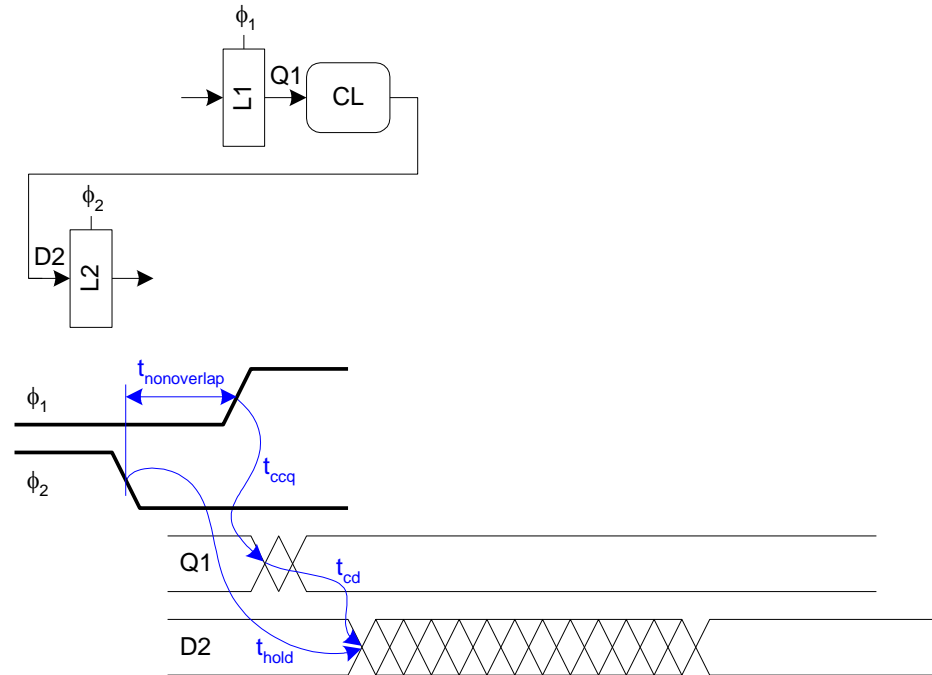 ϕ1
L1
Q1
CL
ϕ2
D2
L2
tnonoverlap
ϕ1
ϕ2
tccq
Q1
tcd
D2
thold